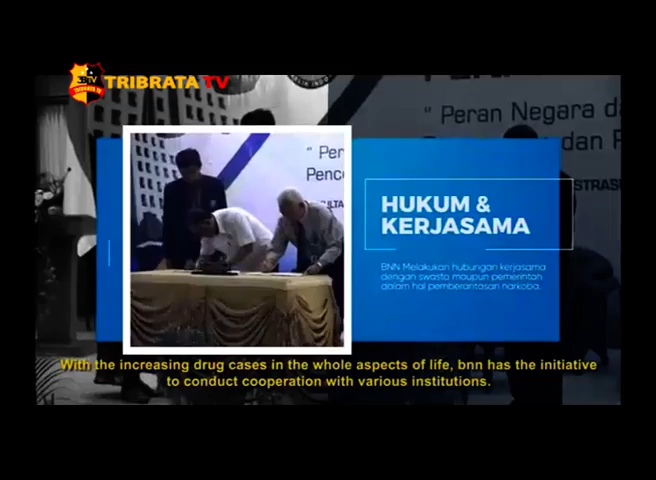 TRIBRATA TV
" Peran Negara da
dan P
" Per
Pence
HUKUM &
KERJASAMA
BNN Melakukan hubungan kerjasama
dengan swasta maupun pemerintah
dalam hal pemberantasan narkoba.
With the increasing drug cases in the whole aspects of life, bnn has the initiative
to conduct cooperation with various institutions.